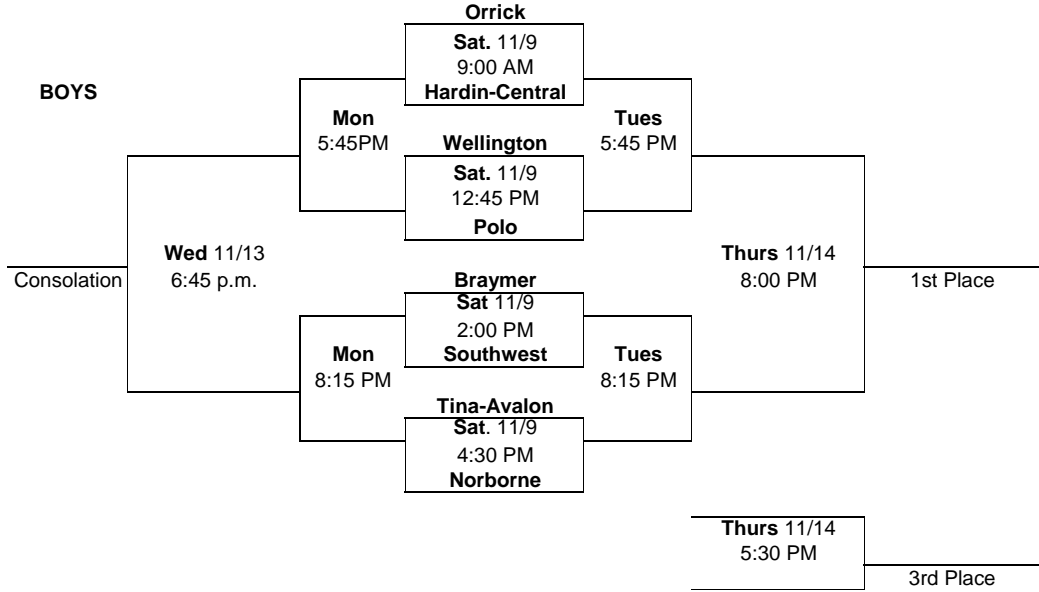 Orrick
Sat. 11/9
9:00 AM
BOYS
Hardin-Central
Mon
Tues
5:45PM
Wellington
5:45 PM
Sat. 11/9
12:45 PM
Polo
Wed 11/13
Thurs 11/14
Consolation
6:45 p.m.
Braymer
8:00 PM
1st Place
Sat 11/9
2:00 PM
Mon
Southwest
Tues
8:15 PM
8:15 PM
Tina-Avalon
Sat. 11/9
4:30 PM
Norborne
Thurs 11/14
5:30 PM
3rd Place